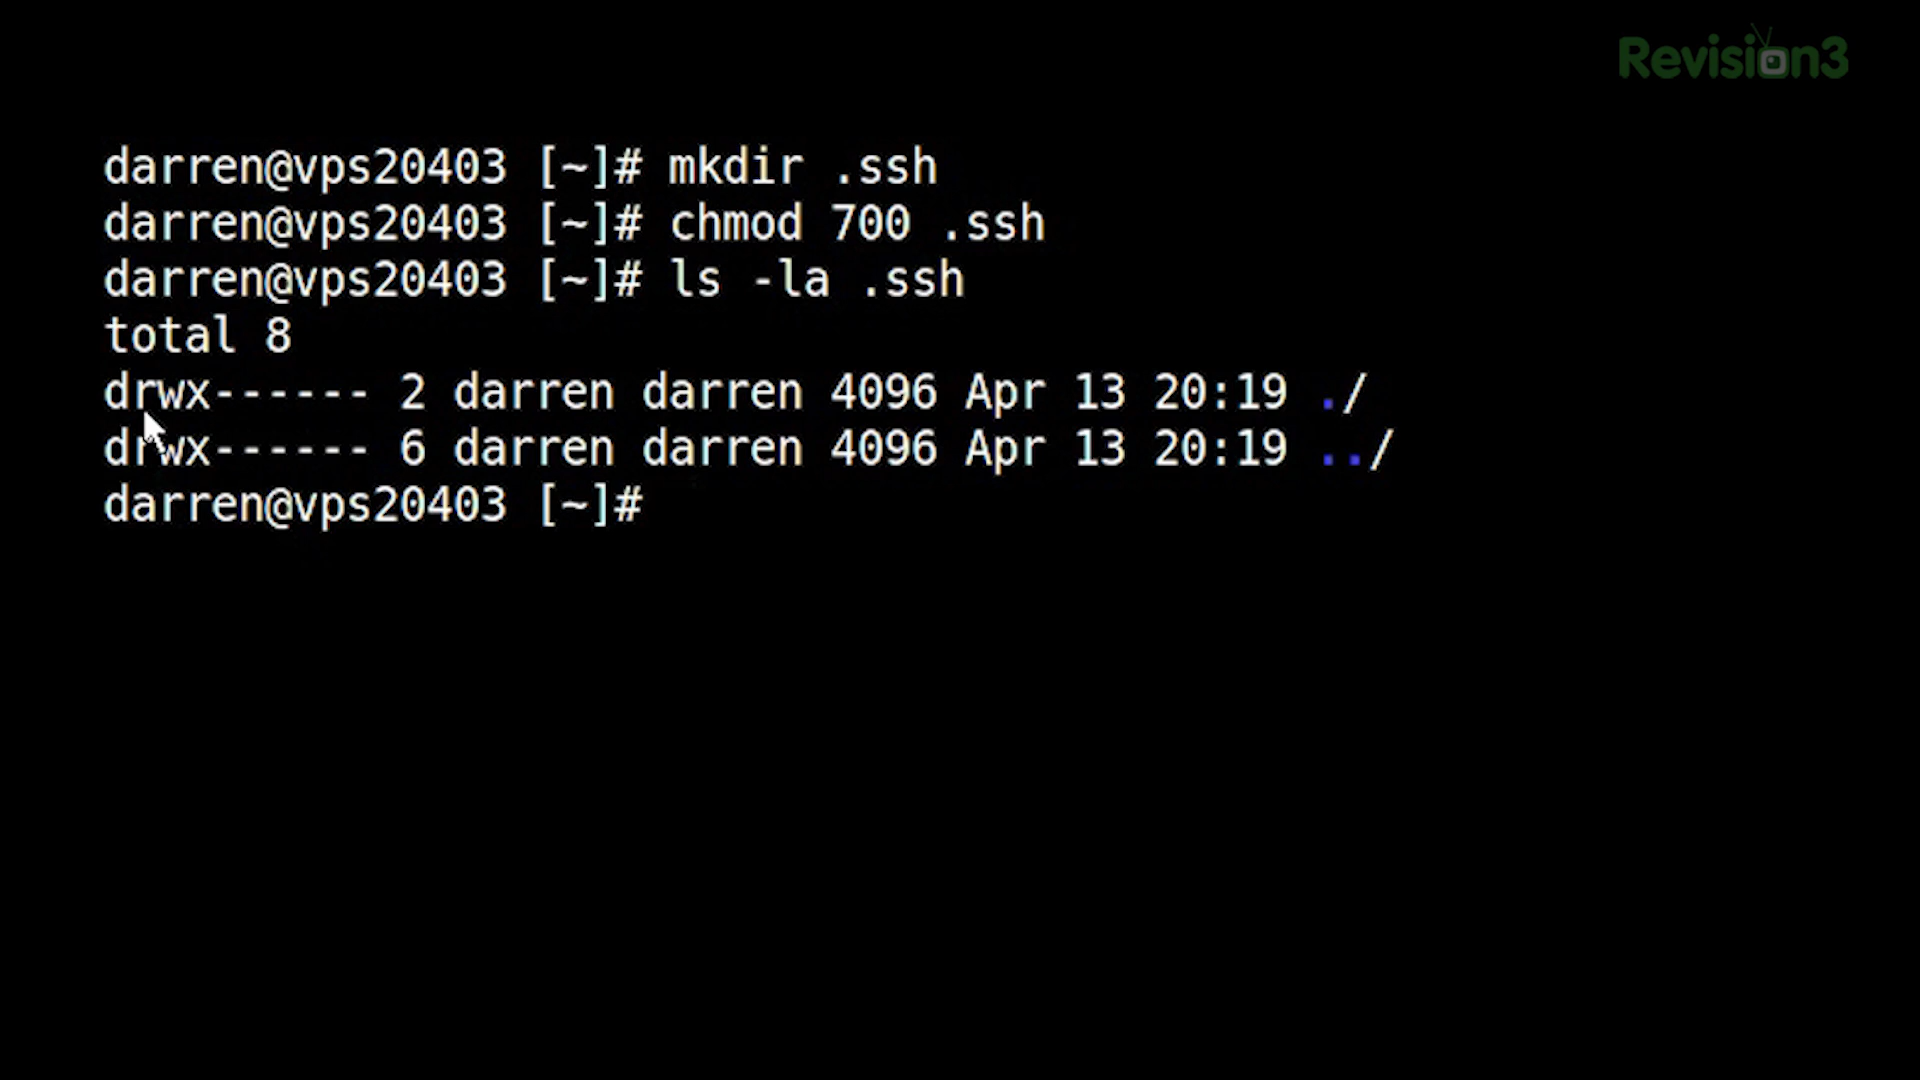 Revision3
darren@vps20403 [~]# mkdir .ssh
darren@vps20403 [~]# chmod 700 .ssh
darren@vps20403 [~]# ls -la .ssh
total 8
drwx------ 2 darren darren 4096 Apr 13 20:19 ./
drwx------ 6 darren darren 4096 Apr 13 20:19 ../
darren@vps20403 [~]#